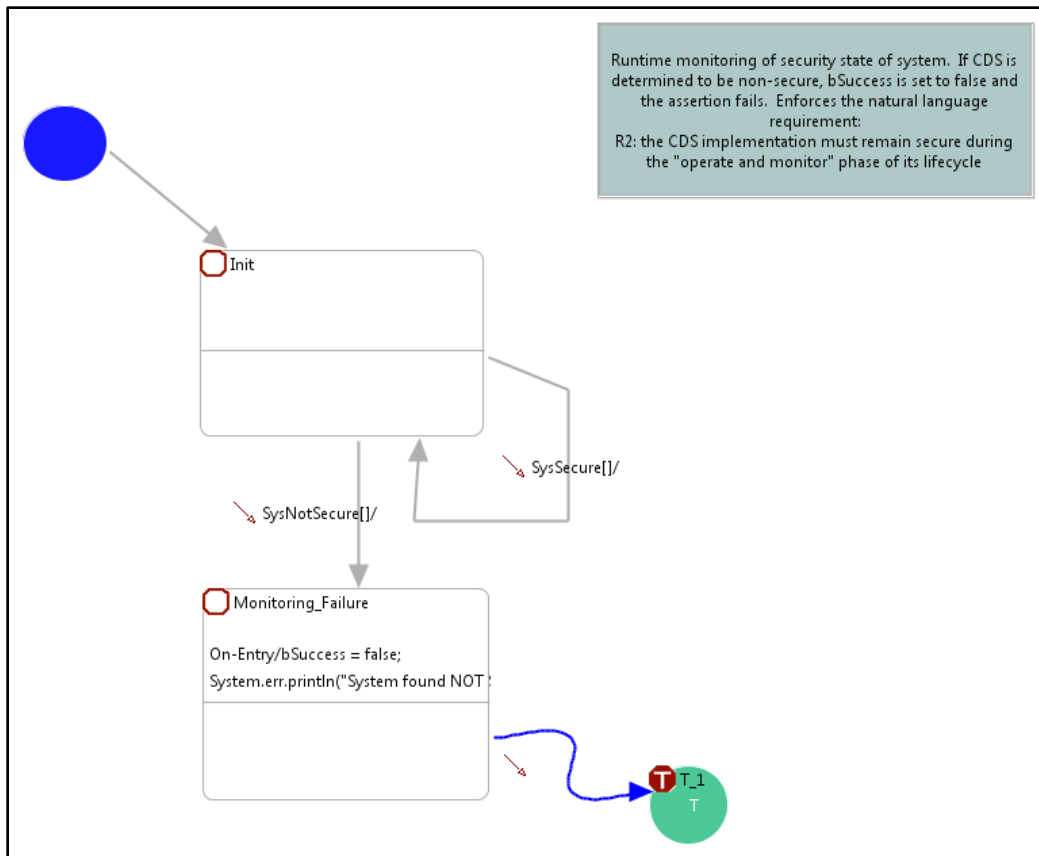 Runtime monitoring of security state of system.  If CDS is
determined to be non-secure, bSuccess is set to false and
the assertion fails.  Enforces the natural language
requirement:
R2: the CDS implementation must remain secure during
the "operate and monitor" phase of its lifecycle
Init
SysSecure[]/
SysNotSecure[]/
Monitoring_Failure
On-Entry/bSuccess = false;
System.err.println("System found NOT
T T_1
T